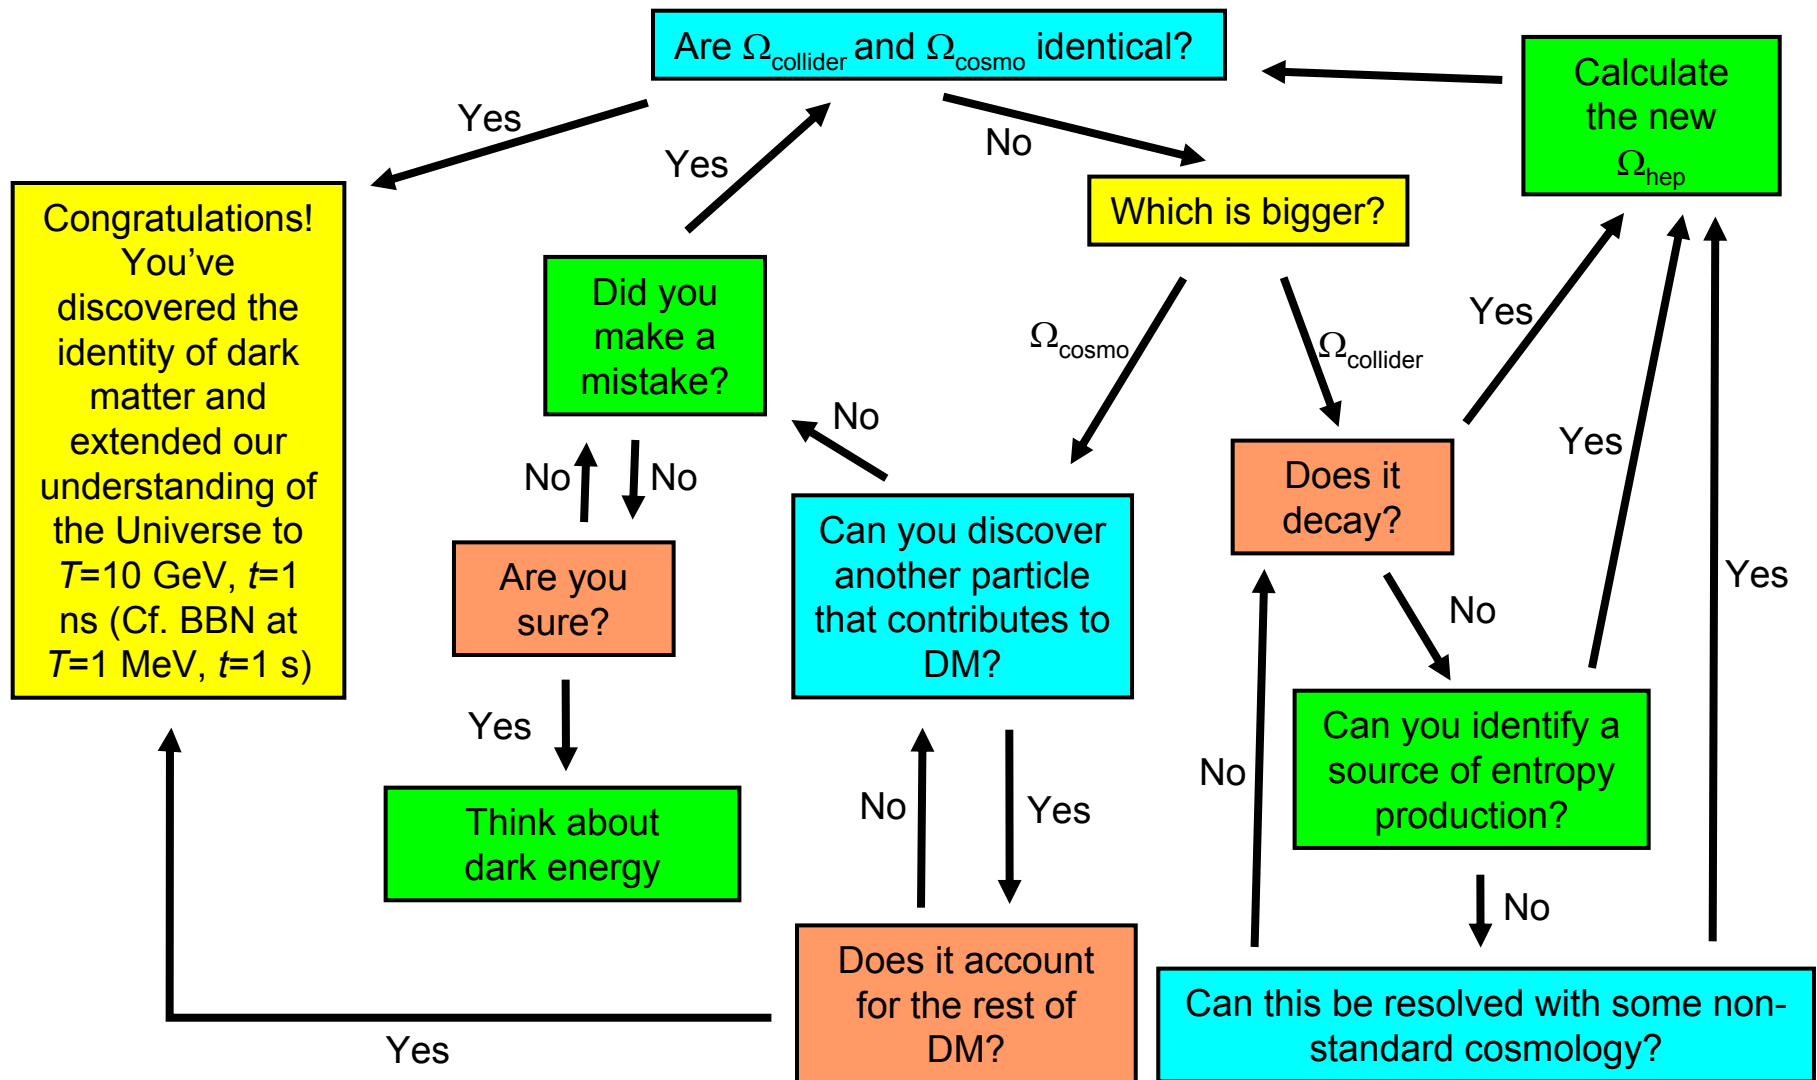 Are Ωcollider and Ωcosmo identical?
Calculate
the new
Ωhep
Yes
Yes
No
Congratulations!
You’ve
discovered the
identity of dark
matter and
extended our
understanding of
the Universe to
T=10 GeV, t=1
ns (Cf. BBN at
T=1 MeV, t=1 s)
Which is bigger?
Did you
make a
mistake?
Ωcosmo
Ωcollider
Yes
No
Yes
No
No
Does it
decay?
Are you
sure?
Can you discover
another particle
that contributes to
DM?
No
Yes
Yes
Can you identify a
source of entropy
production?
Think about
dark energy
No
Yes
No
No
Does it account
for the rest of
DM?
Can this be resolved with some non-
standard cosmology?
Yes